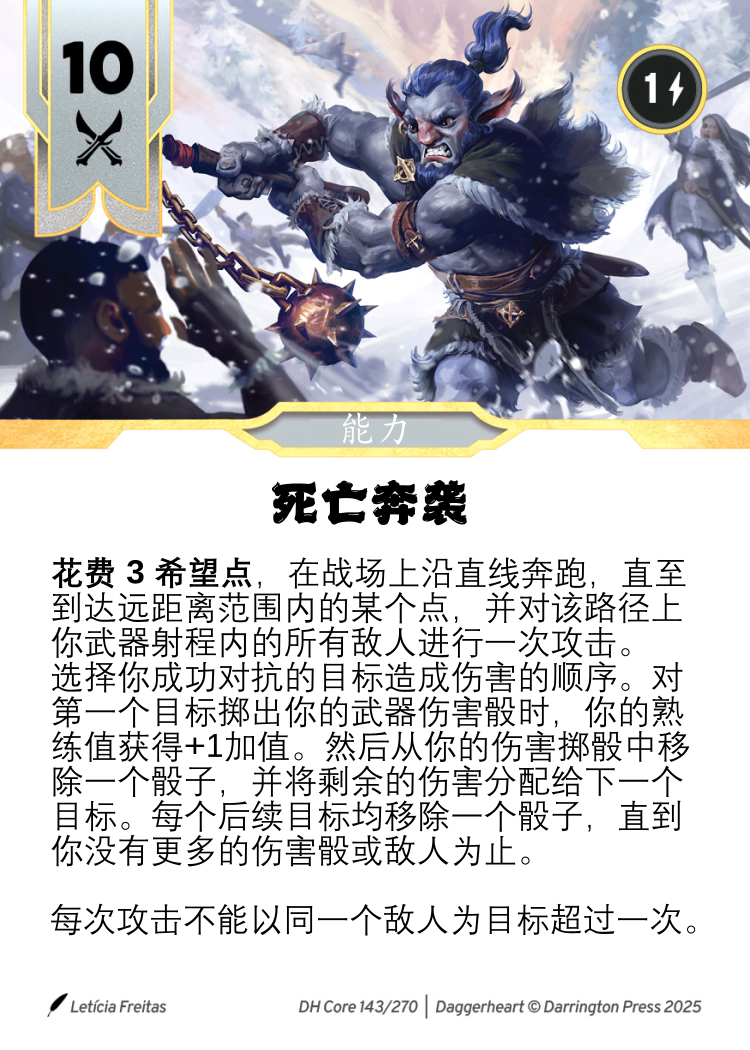 10
1
能力
死亡奔袭
花费 3 希望点，在战场上沿直线奔跑，直至
到达远距离范围内的某个点，并对该路径上
你武器射程内的所有敌人进行一次攻击。
选择你成功对抗的目标造成伤害的顺序。对
第一个目标掷出你的武器伤害骰时，你的熟
练值获得+1加值。然后从你的伤害掷骰中移
除一个骰子，并将剩余的伤害分配给下一个
目标。每个后续目标均移除一个骰子，直到
你没有更多的伤害骰或敌人为止。
每次攻击不能以同一个敌人为目标超过一次。
Letícia Freitas
DH Core 143/270 | Daggerheart © Darrington Press 2025